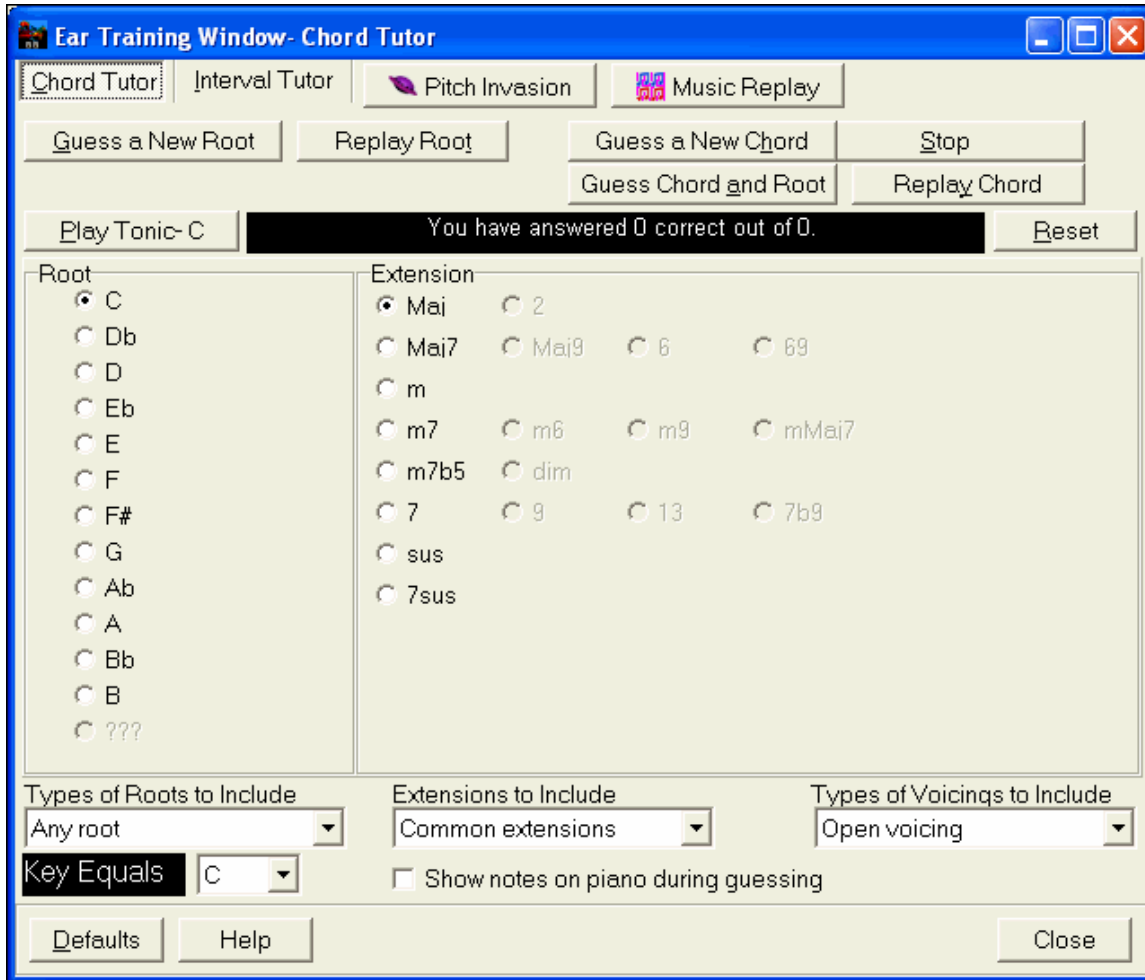 Ear Training Window- Chord Tutor
Chord Tutor Interval Tutor Pitch Invasion Music Replay
Guess a New Root Replay Root Guess a New Chord Stop
Guess Chord and Root Replay Chord
Play Tonic- C You have answered 0 correct out of 0. Reset
Root Extension
C Maj 2
Db Maj7 Maj9 6 69
D m
Eb m7 m6 m9 mMaj7
E m7b5 dim
F 7 9 13 7b9
F# sus
G 7sus
Ab
A
Bb
B
???
Types of Roots to Include Extensions to Include Types of Voicings to Include
Any root Common extensions Open voicing
Key Equals C Show notes on piano during guessing
Defaults Help Close